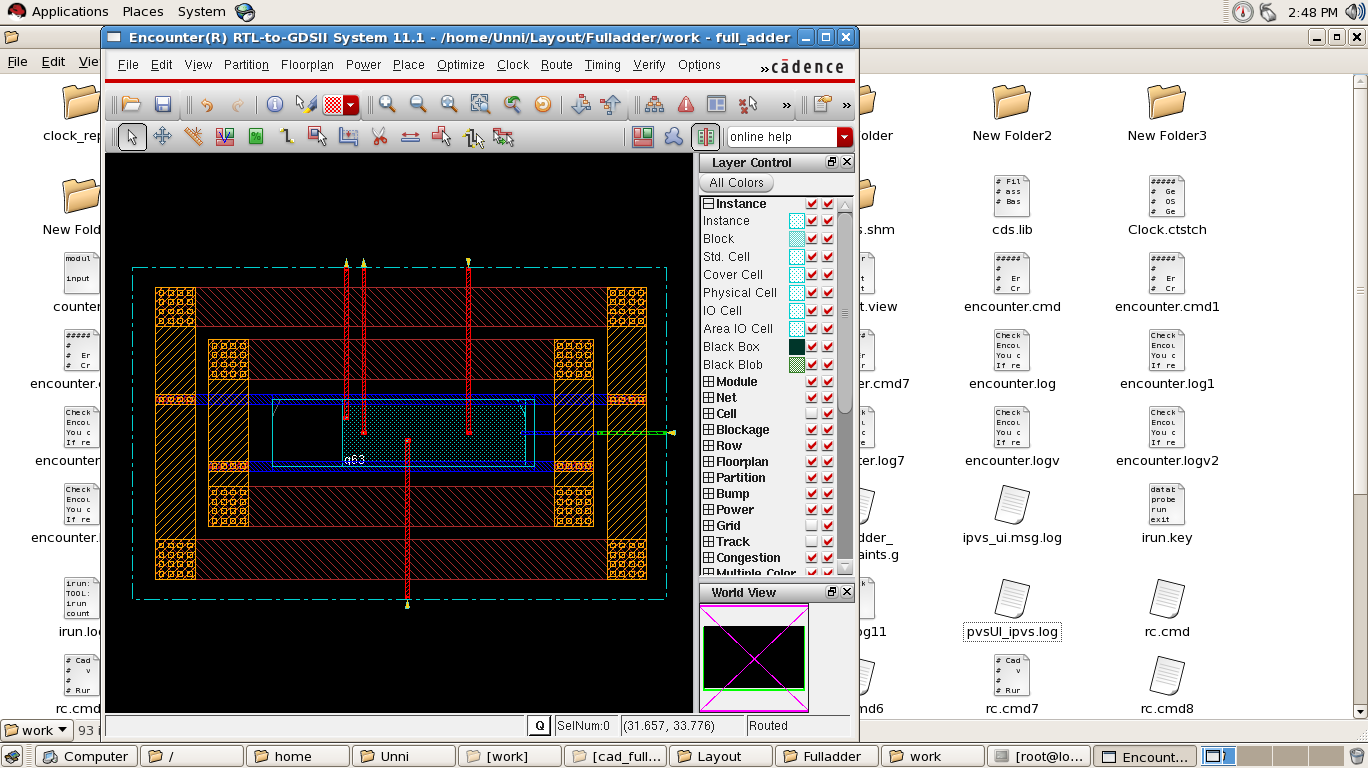 Applications Places System
2:48 PM
Encounter(R) RTL-to-GDSII System 11.1 - /home/Unni/Layout/Fulladder/work - full_adder
File Edit Vie
File Edit View Partition Floorplan Power Place Optimize Clock Route Timing Verify Options
» cādence
» »
online help
Layer Control
All Colors
Instance
Instance
Block
Std. Cell
Cover Cell
Physical Cell
IO Cell
Area IO Cell
Black Box
Black Blob
Module
Net
Cell
Blockage
Row
Floorplan
Partition
Bump
Power
Grid
Track
Congestion
Multiple Color
World View
g63
Q
SelNum:0
(31.657, 33.776)
Routed
clock_rep
older
New Folder2
New Folder3
New Fold
s.shm
cds.lib
Clock.ctstch
counter
t.view
encounter.cmd
encounter.cmd1
encounter.
r.cmd7
encounter.log
encounter.log1
encounter
r.log7
encounter.logv
encounter.logv2
encounter.
dder_
aints.g
ipvs_ui.msg.log
irun.key
irun.lo
og11
pvsUI_ipvs.log
rc.cmd
rc.cmd
md6
rc.cmd7
rc.cmd8
work
93 i
Computer
/
home
Unni
[work]
[cad_full...
Layout
Fulladder
work
[root@lo...
Encount...